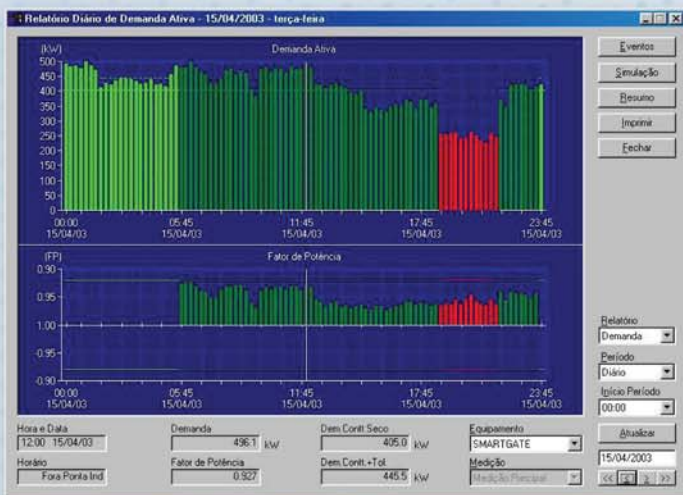 Relatório Diário de Demanda Ativa - 15/04/2003 - terça-feira
(kW) Demanda Ativa
500
450
400
350
300
250
200
150
100
50
0
00:00 05:45 11:45 17:45 23:45
15/04/03 15/04/03 15/04/03 15/04/03 15/04/03
(FP) Fator de Potência
0.90
0.95
1.00
-0.95
-0.90
00:00 05:45 11:45 17:45 23:45
15/04/03 15/04/03 15/04/03 15/04/03 15/04/03
Eventos
Simulação
Resumo
Imprimir
Fechar
Relatório
Demanda
Período
Diário
Início Período
00:00
Atualizar
15/04/2003
<< < > >>
Hora e Data Demanda Dem.Contr.Seco Equipamento
12:00 15/04/03 496.1 kW 405.0 kW SMARTGATE
Horário Fator de Potência Dem.Contr.+Tol. Medição
Fora Ponta Ind 0.927 445.5 kW Medição Principal